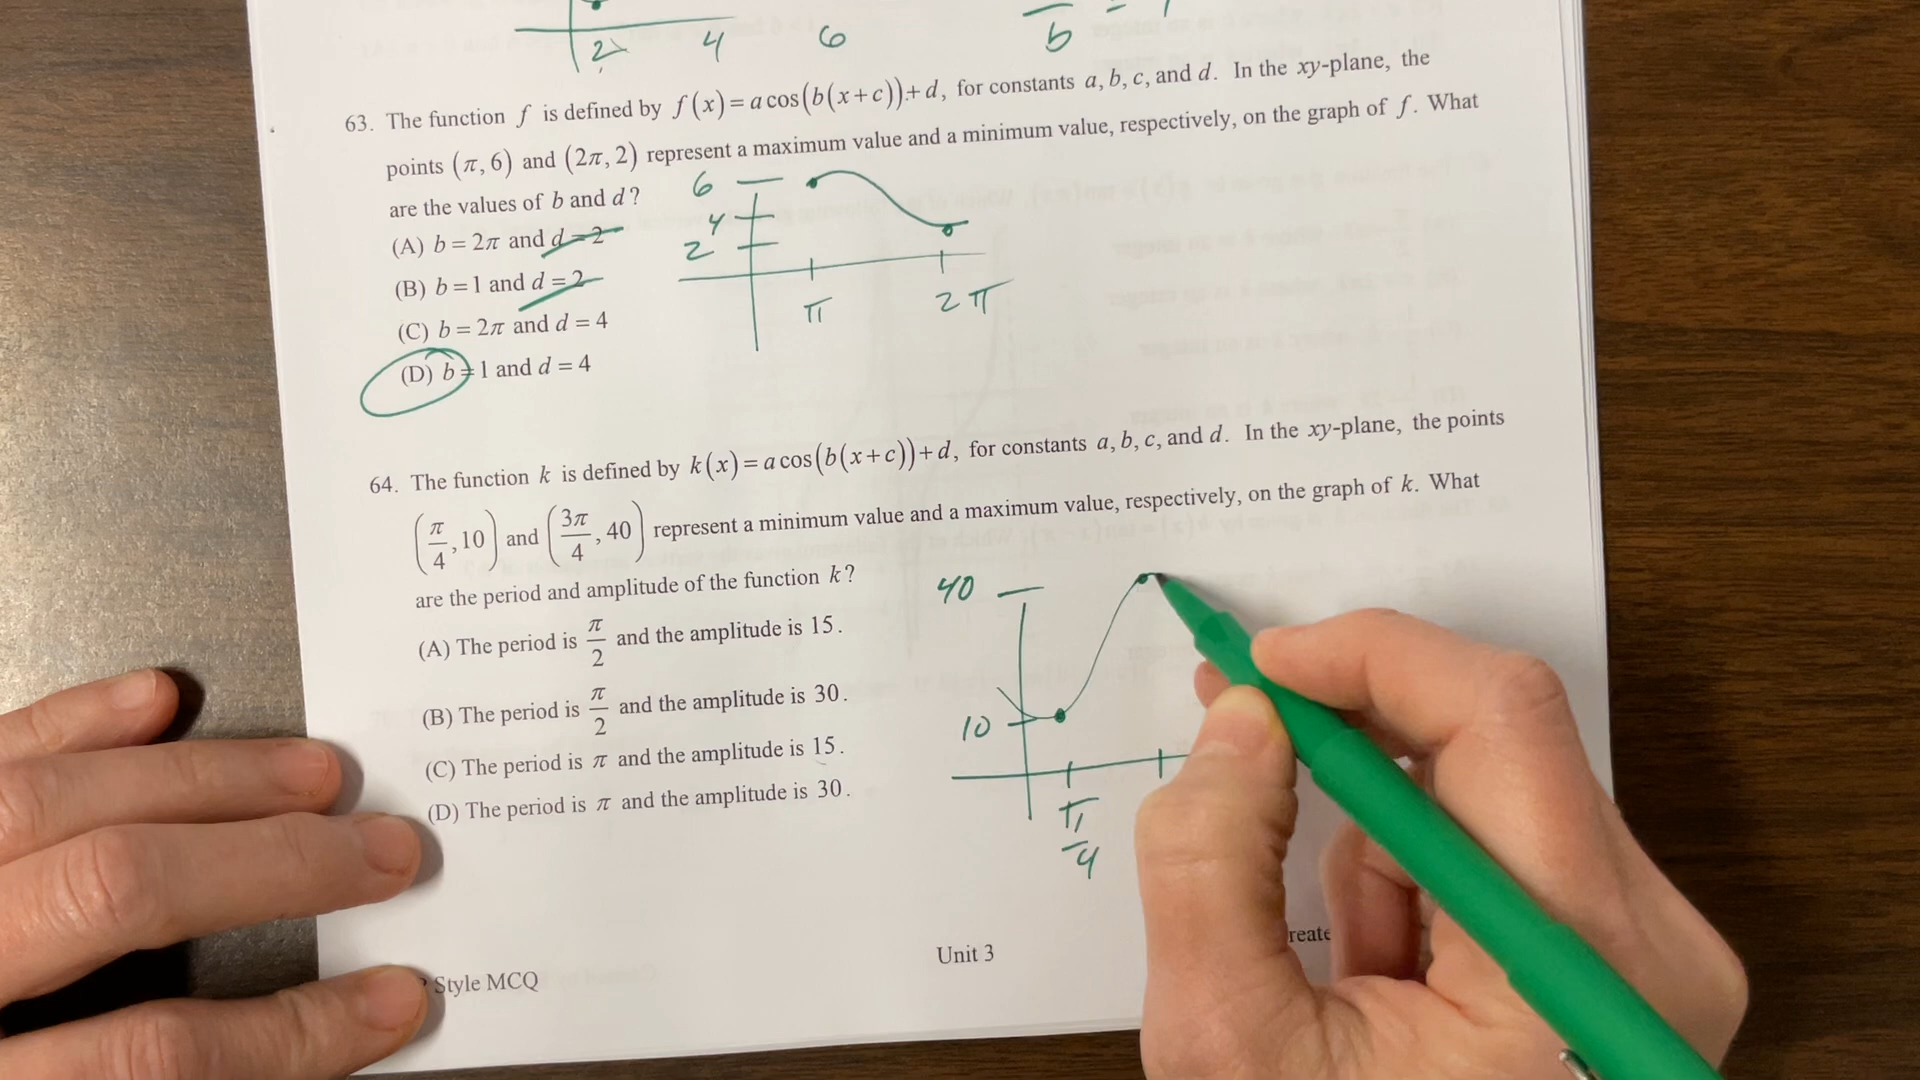 2 4 6 b
63. The function f is defined by f(x) = a cos(b(x+c))+d, for constants a, b, c, and d. In the xy-plane, the
points (π, 6) and (2π, 2) represent a maximum value and a minimum value, respectively, on the graph of f. What
are the values of b and d?
(A) b = 2π and d = 2
(B) b = 1 and d = 2
(C) b = 2π and d = 4
(D) b = 1 and d = 4
6
4
2
π 2π
64. The function k is defined by k(x) = a cos(b(x+c))+d, for constants a, b, c, and d. In the xy-plane, the points
(π/4, 10) and (3π/4, 40) represent a minimum value and a maximum value, respectively, on the graph of k. What
are the period and amplitude of the function k?
(A) The period is π/2 and the amplitude is 15.
(B) The period is π/2 and the amplitude is 30.
(C) The period is π and the amplitude is 15.
(D) The period is π and the amplitude is 30.
40
10
π/4
Style MCQ Unit 3